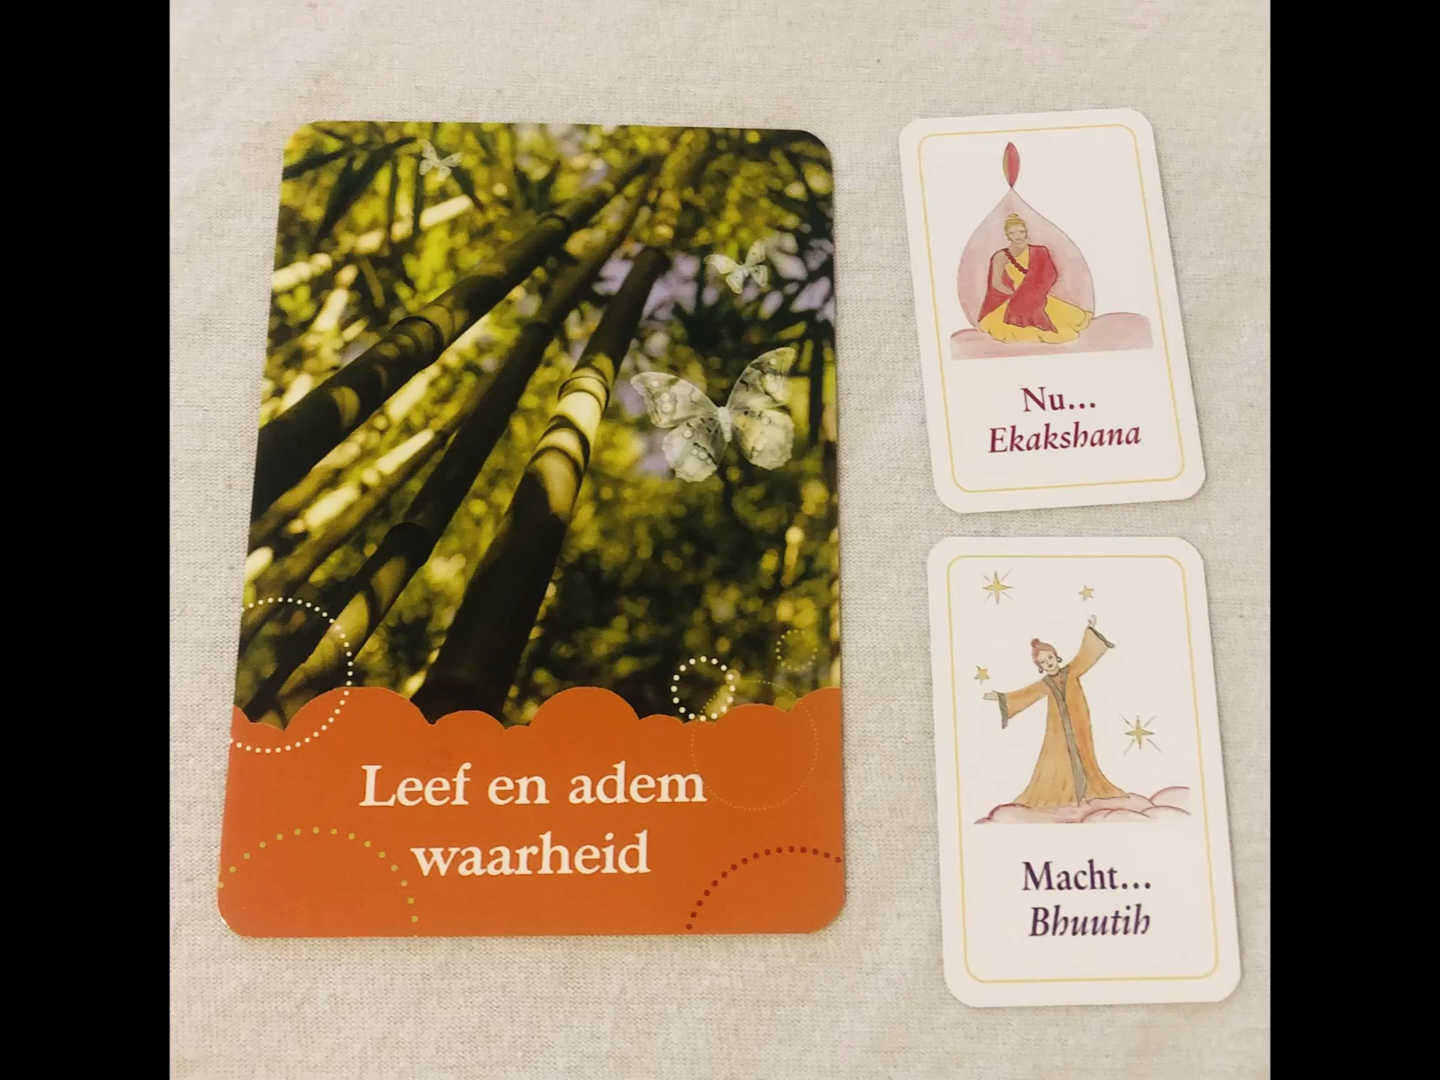 Leef en adem
waarheid
Nu...
Ekakshana
Macht...
Bhuutih